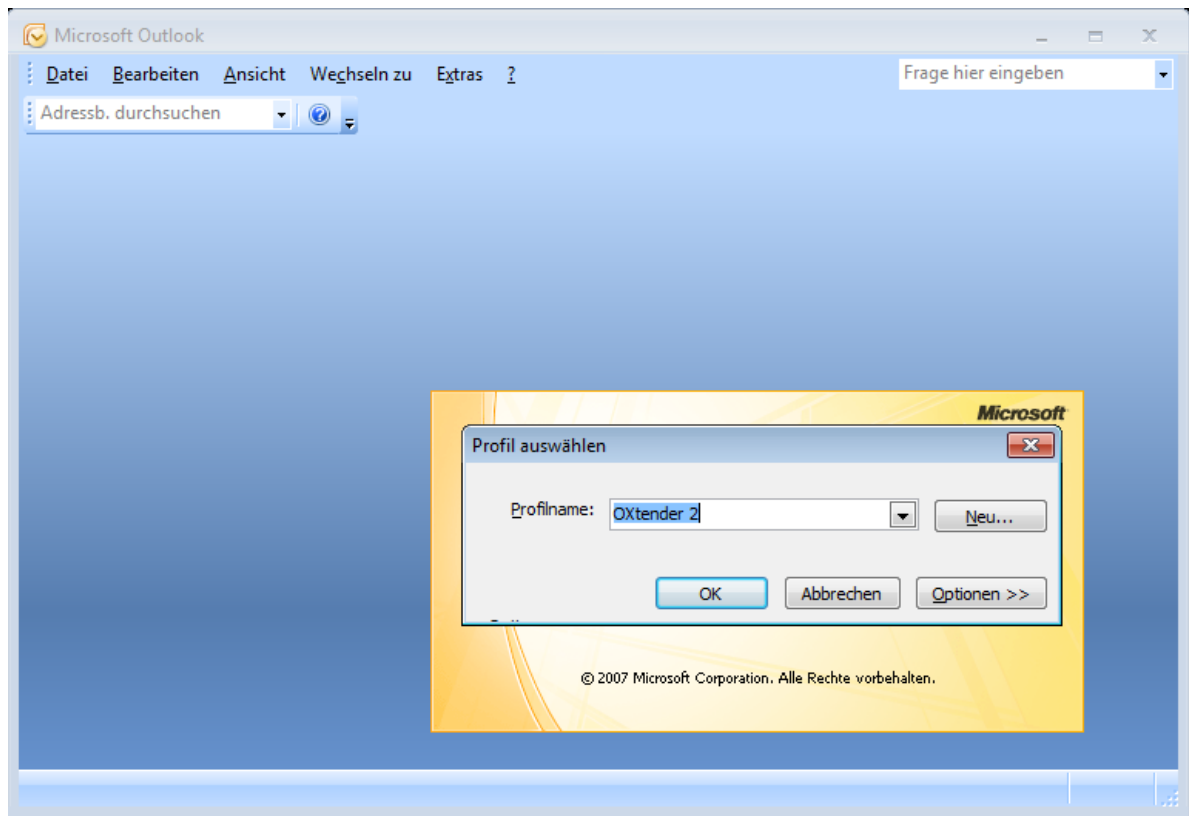 Microsoft Outlook
Datei Bearbeiten Ansicht Wechseln zu Extras ?
Frage hier eingeben
Adressb. durchsuchen
Microsoft
Profil auswählen
Profilname: OXtender 2 Neu...
OK Abbrechen Optionen >>
© 2007 Microsoft Corporation. Alle Rechte vorbehalten.